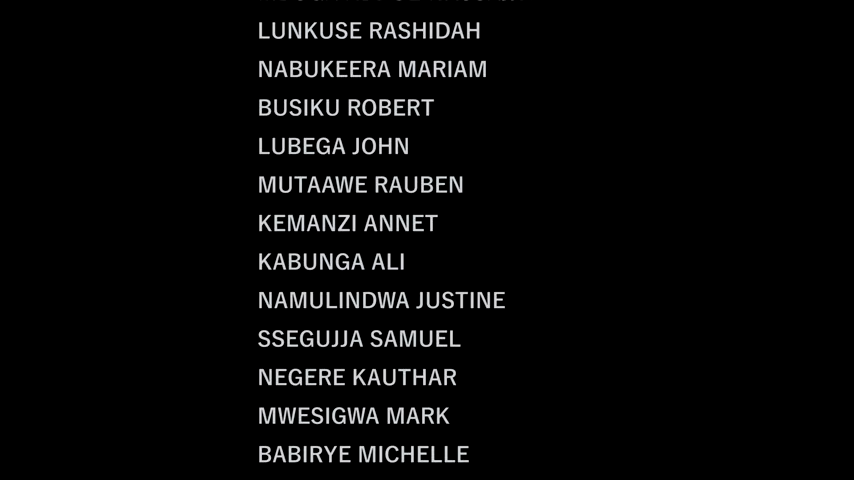 LUNKUSE RASHIDAH
NABUKEERA MARIAM
BUSIKU ROBERT
LUBEGA JOHN
MUTAAWE RAUBEN
KEMANZI ANNET
KABUNGA ALI
NAMULINDWA JUSTINE
SSEGUJJA SAMUEL
NEGERE KAUTHAR
MWESIGWA MARK
BABIRYE MICHELLE